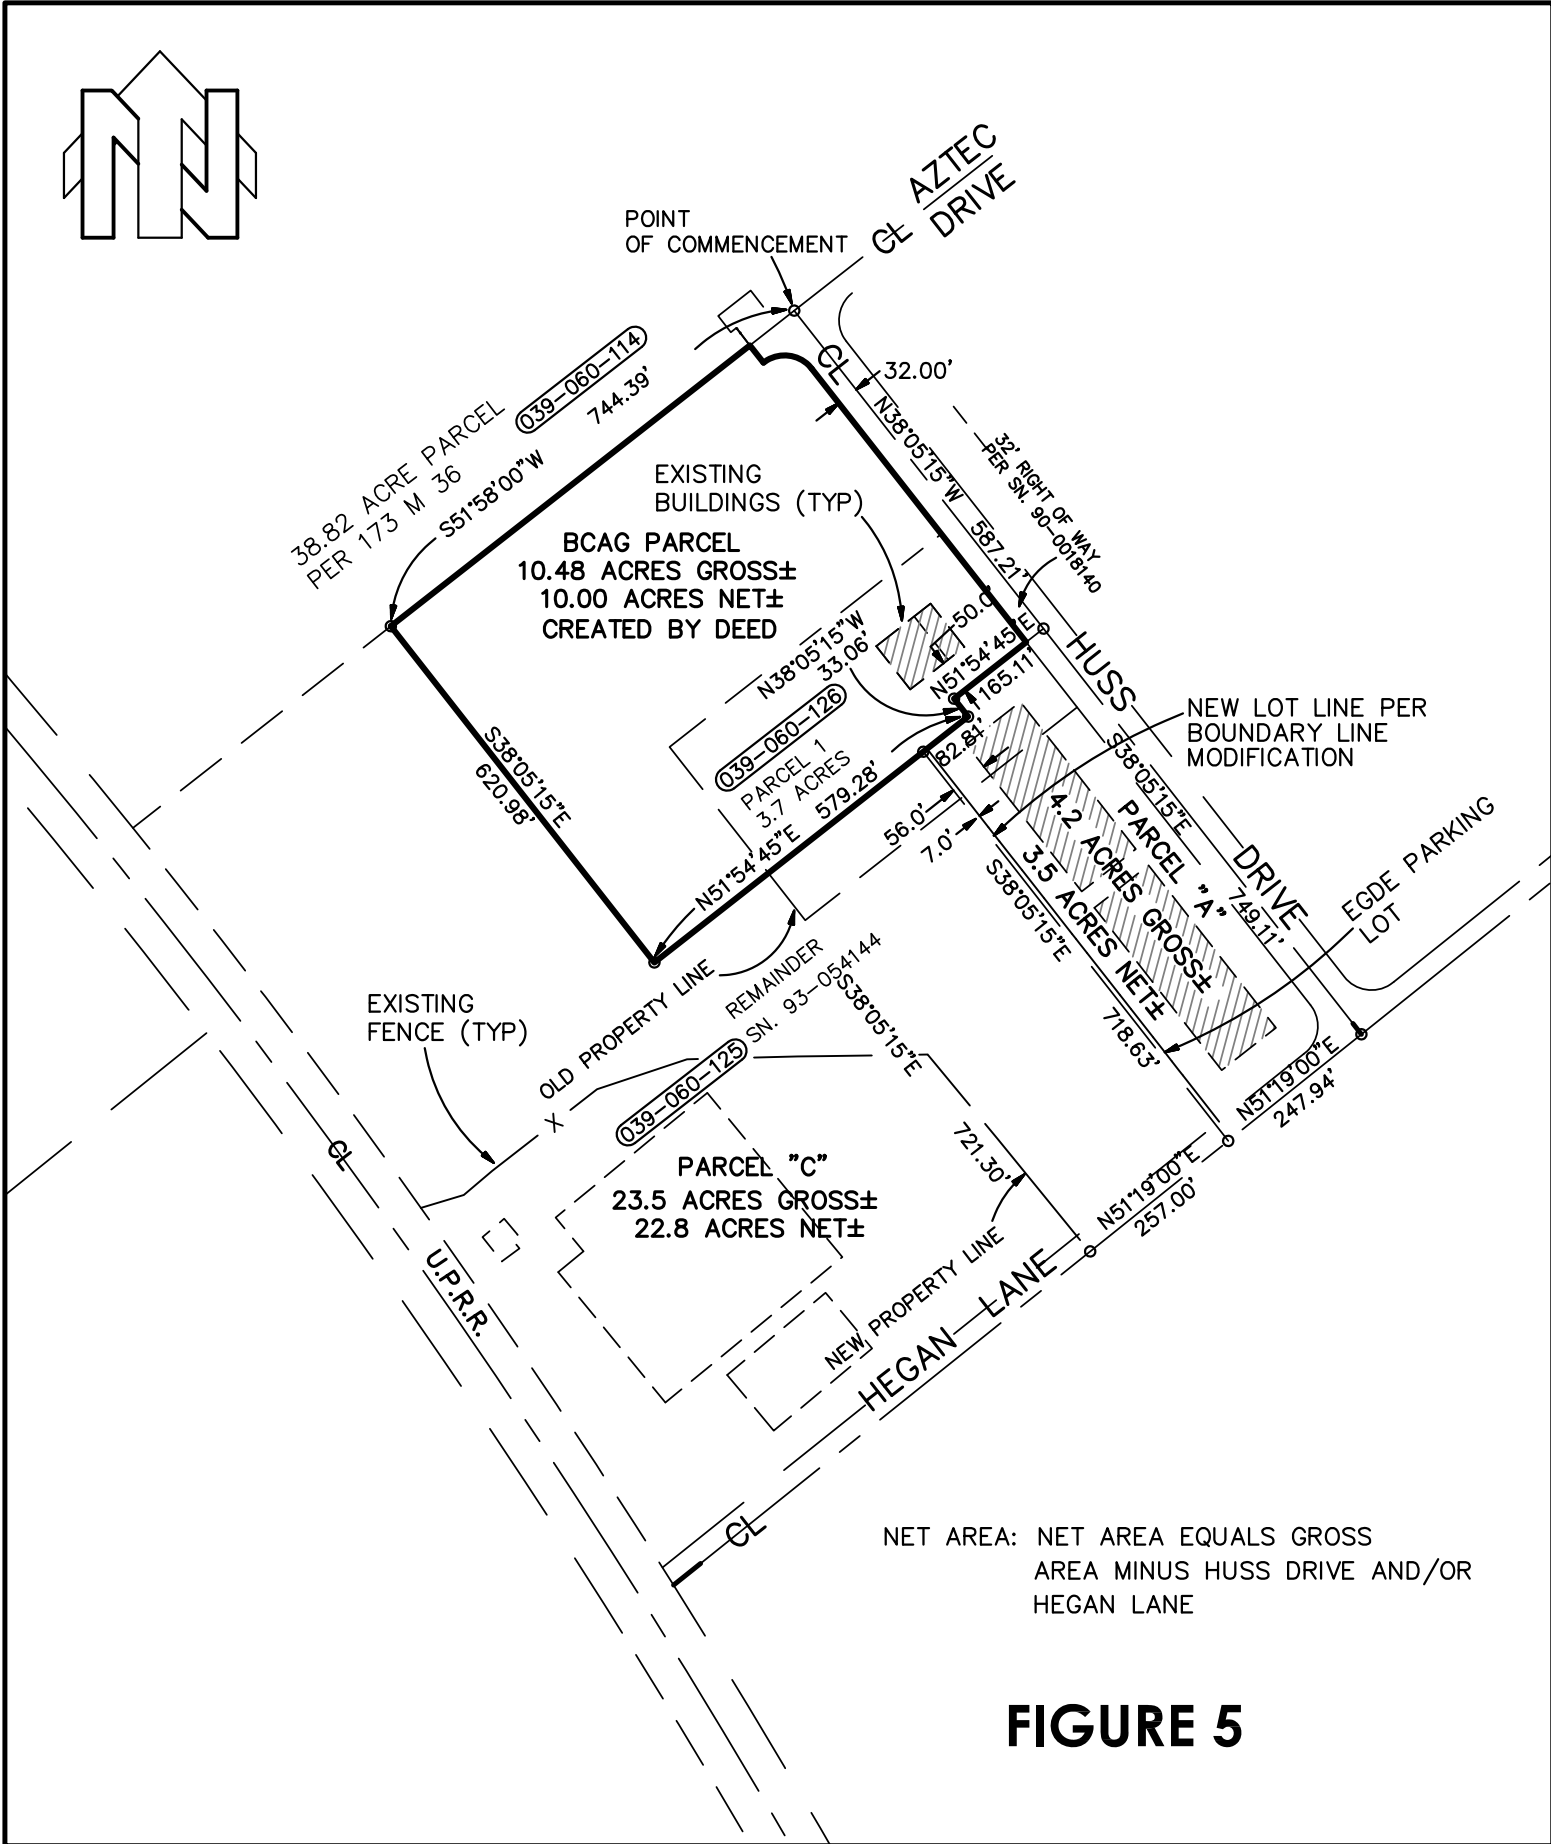 AZTEC
DRIVE
CL
POINT
OF COMMENCEMENT
CL
32.00'
039-060-114
744.39'
38.82 ACRE PARCEL
PER 173 M 36
S51°58'00"W
N38°05'15"W
587.21'
32' RIGHT OF WAY
PER SN. 90-0018140
EXISTING
BUILDINGS (TYP)
BCAG PARCEL
10.48 ACRES GROSS±
10.00 ACRES NET±
CREATED BY DEED
50.0'
N51°54'45"E
165.11'
N38°05'15"W
33.06'
HUSS
DRIVE
NEW LOT LINE PER
BOUNDARY LINE
MODIFICATION
039-060-126
PARCEL 1
3.7 ACRES
82.81'
S38°05'15"E
620.98'
579.28'
N51°54'45"E
56.0'
7.0'
S38°05'15"E
749.11'
PARCEL "A"
4.2 ACRES GROSS±
3.5 ACRES NET±
EGDE PARKING
LOT
S38°05'15"E
718.63'
EXISTING
FENCE (TYP)
OLD PROPERTY LINE
REMAINDER
SN. 93-054144
039-060-125
S38°05'15"E
721.30'
X
N51°19'00"E
247.94'
N51°19'00"E
257.00'
CL
U.P.R.R.
PARCEL "C"
23.5 ACRES GROSS±
22.8 ACRES NET±
NEW PROPERTY LINE
HEGAN LANE
CL
NET AREA: NET AREA EQUALS GROSS
AREA MINUS HUSS DRIVE AND/OR
HEGAN LANE
FIGURE 5